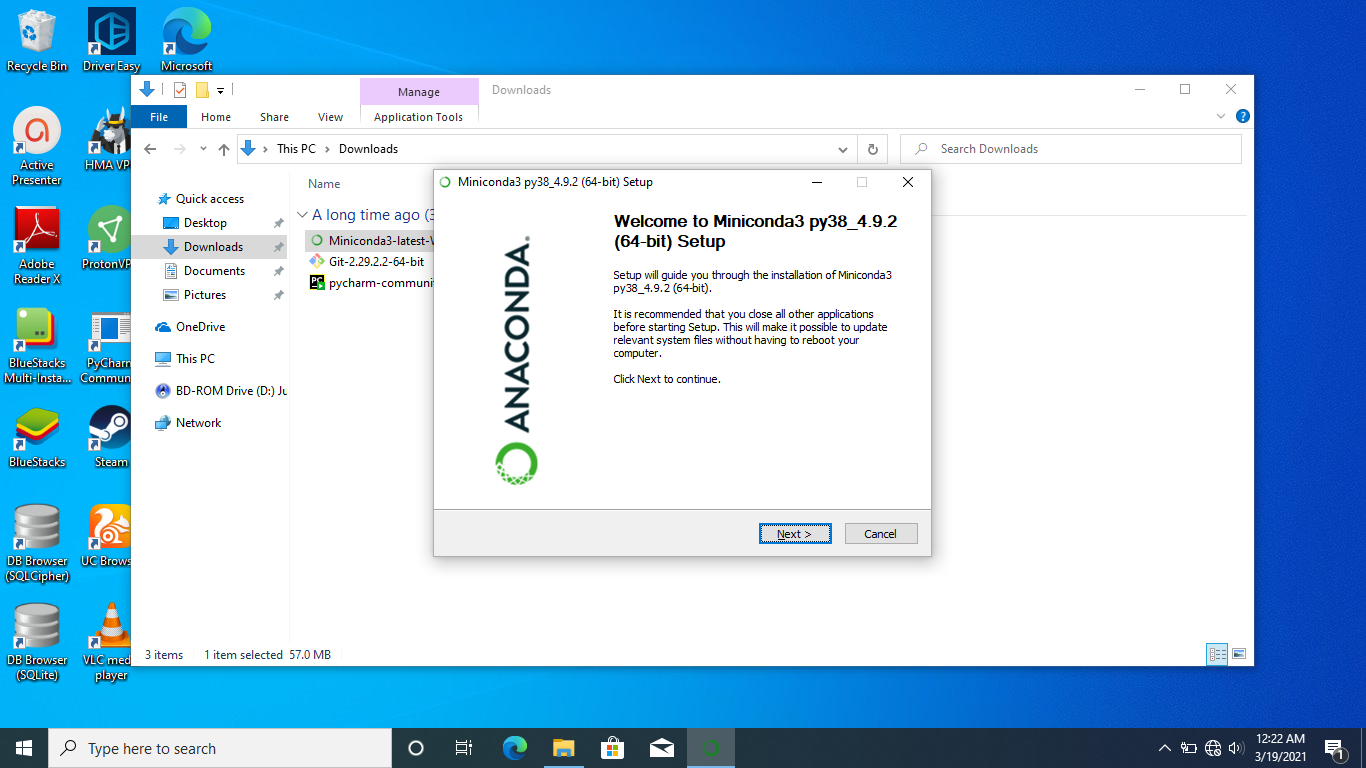 Recycle Bin
Driver Easy
Microsoft
Active
Presenter
HMA VP
Adobe
Reader X
ProtonVP
BlueStacks
Multi-Insta...
PyCharm
Commun
BlueStacks
Steam
DB Browser
(SQLCipher)
UC Brows
DB Browser
(SQLite)
VLC med
player
Manage
Downloads
File
Home
Share
View
Application Tools
This PC
Downloads
Search Downloads
Quick access
Desktop
Downloads
Documents
Pictures
OneDrive
This PC
BD-ROM Drive (D:) Ju
Network
Name
A long time ago (3
Miniconda3-latest-W
Git-2.29.2.2-64-bit
pycharm-communi
3 items
1 item selected 57.0 MB
Miniconda3 py38_4.9.2 (64-bit) Setup
ANACONDA.
Welcome to Miniconda3 py38_4.9.2
(64-bit) Setup
Setup will guide you through the installation of Miniconda3
py38_4.9.2 (64-bit).
It is recommended that you close all other applications
before starting Setup. This will make it possible to update
relevant system files without having to reboot your
computer.
Click Next to continue.
Next >
Cancel
Type here to search
12:22 AM
3/19/2021
1